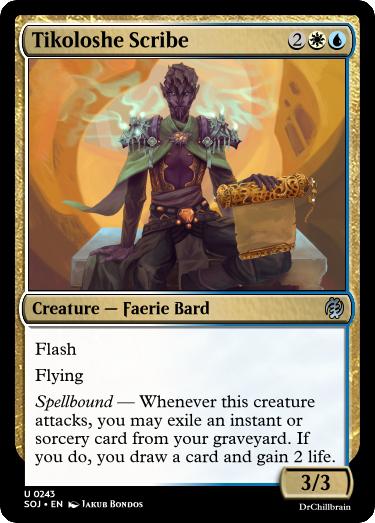 Tikoloshe Scribe 2
Creature — Faerie Bard
Flash
Flying
Spellbound — Whenever this creature
attacks, you may exile an instant or
sorcery card from your graveyard. If
you do, you draw a card and gain 2 life.
3/3
U 0243
SOJ • EN Jakub Bondos
DrChillbrain